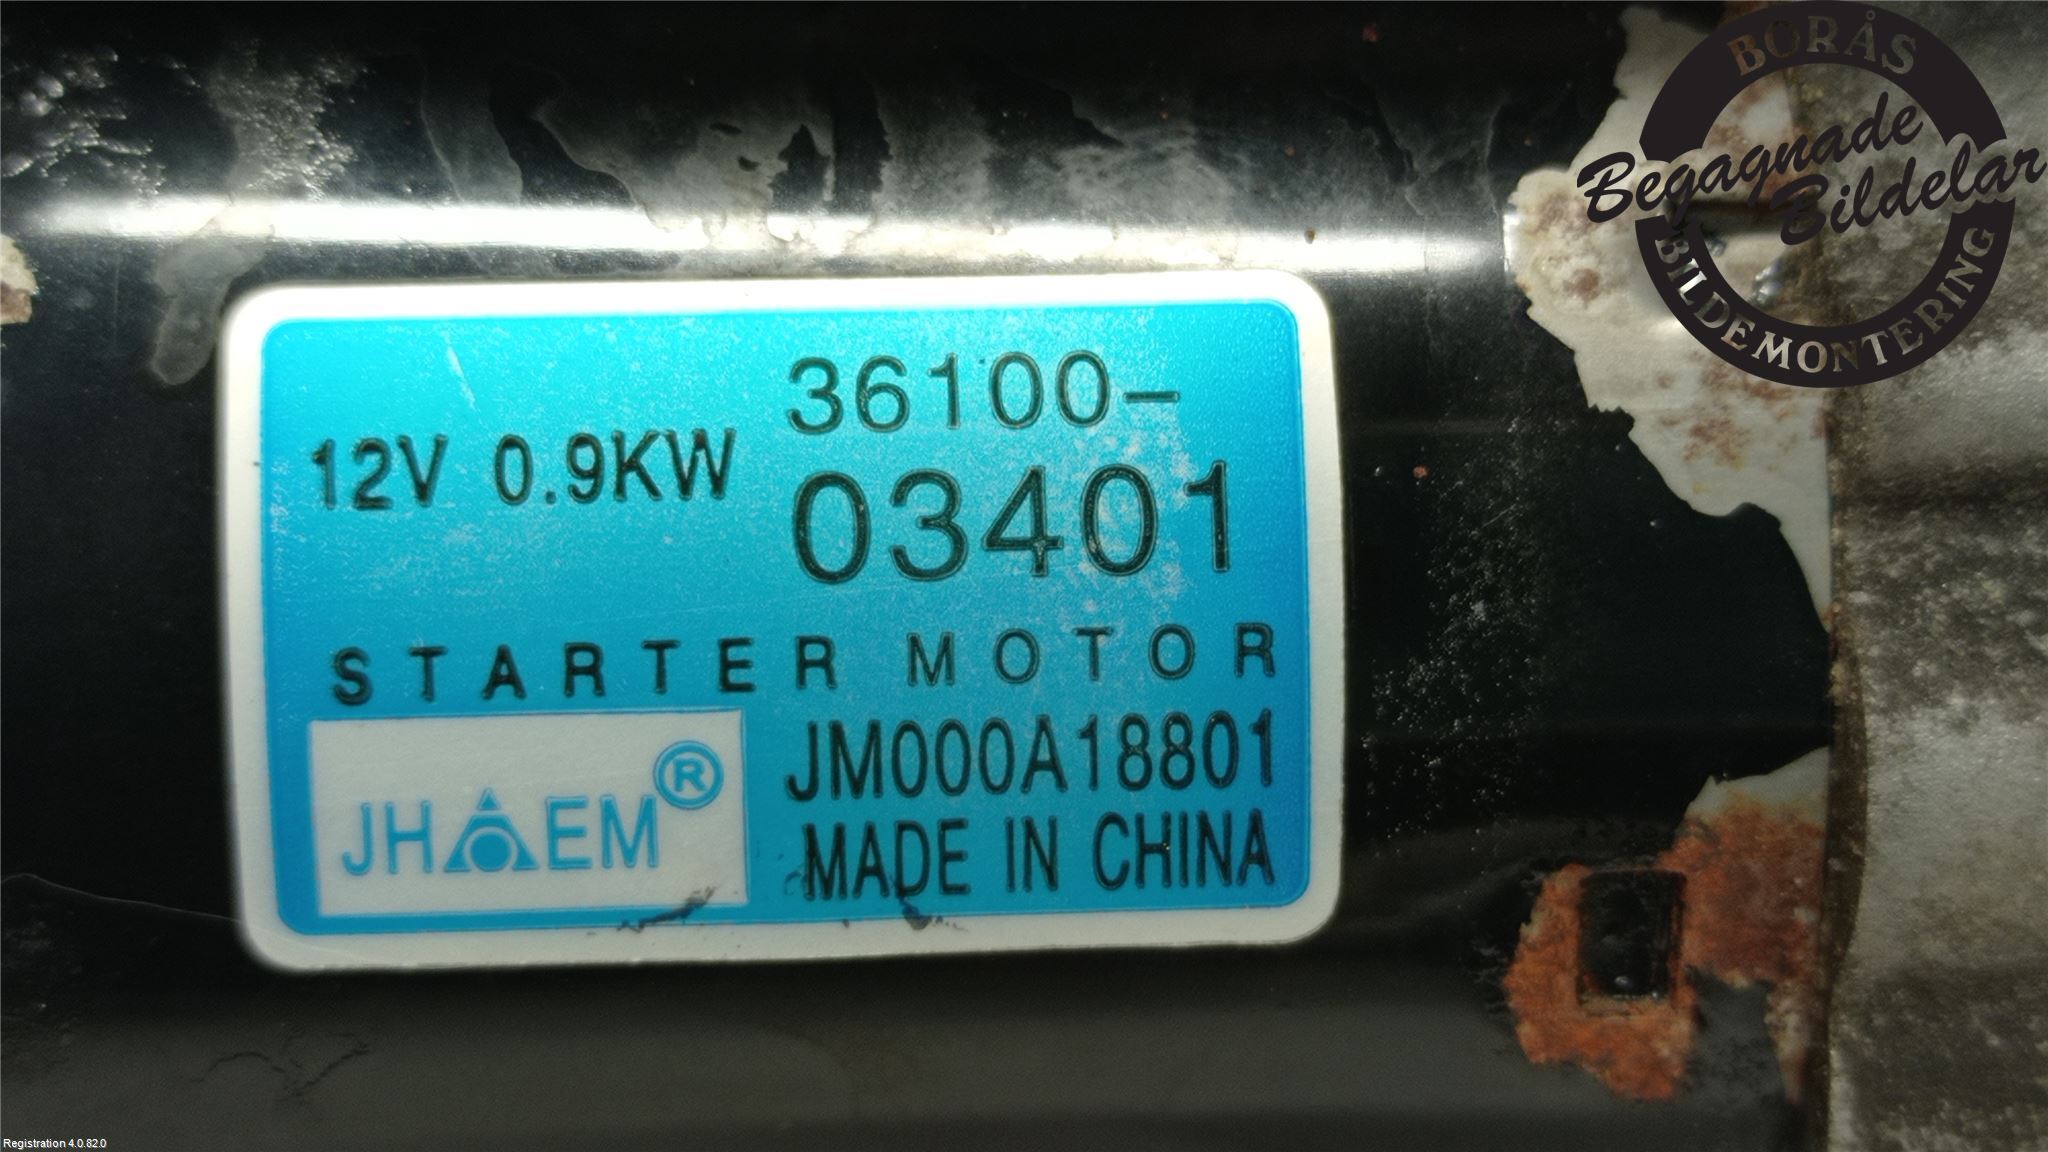 BORÅS
Begagnade
Bildelar
BILDEMONTERING
36100-
12V 0.9KW
03401
STARTER MOTOR
JM000A18801
JHAEM®
MADE IN CHINA
Registration 4.0.82.0